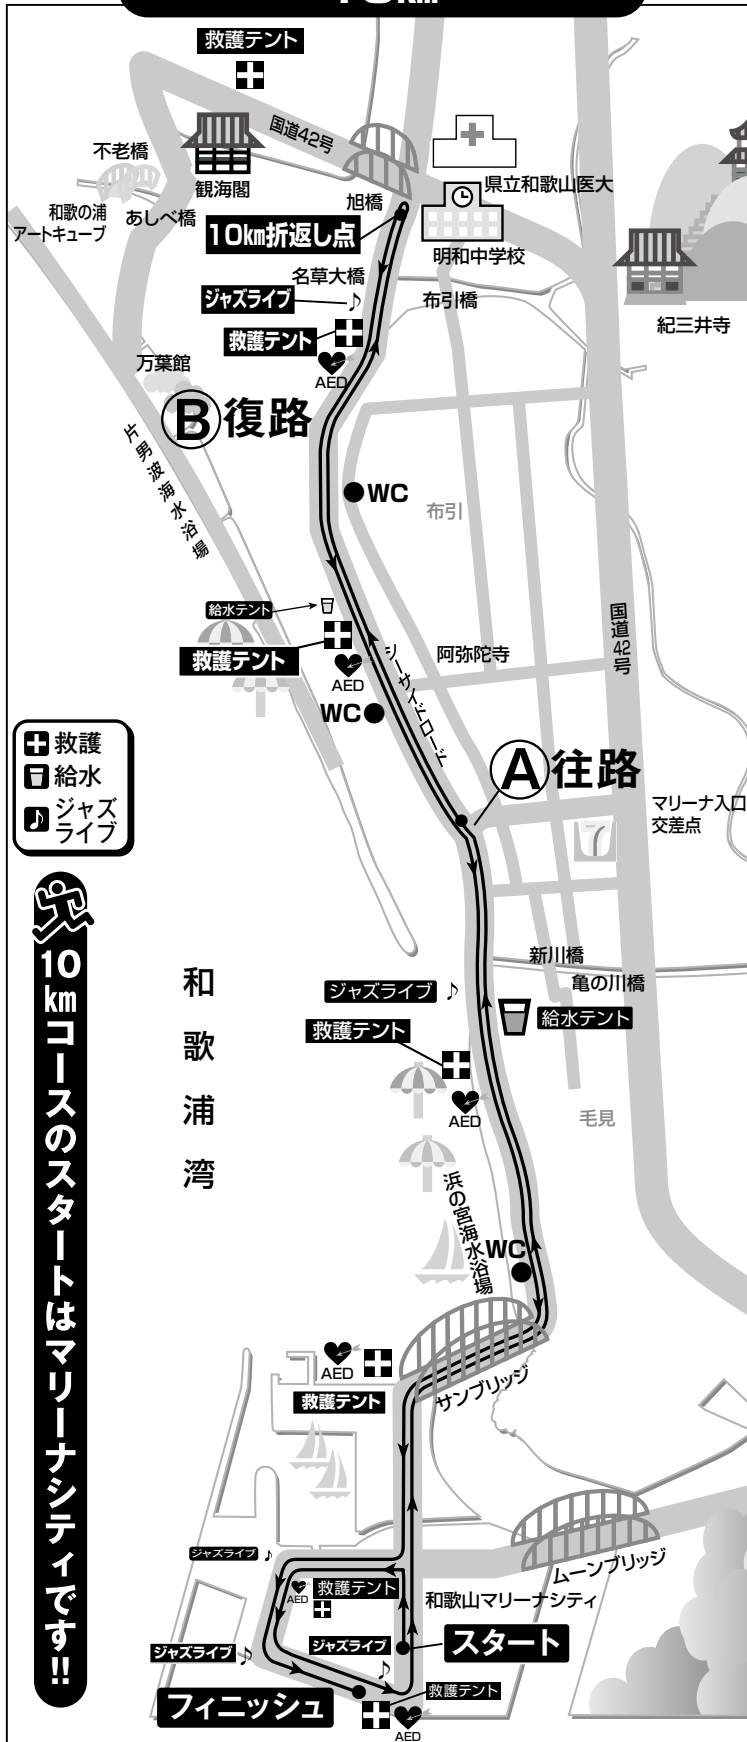 10km
救護テント
国道42号
不老橋
観海閣
県立和歌山医大
和歌の浦
アートキューブ
あしべ橋
旭橋
10km折返し点
明和中学校
名草大橋
ジャズライブ
布引橋
紀三井寺
救護テント
AED
万葉館
B復路
片男波海水浴場
WC
布引
給水テント
国道42号
救護テント
AED
シーサイドロード
阿弥陀寺
WC
救護
給水
ジャズ
ライブ
A往路
マリーナ入口
交差点
10kmコースのスタートはマリーナシティです!!
和歌浦湾
新川橋
ジャズライブ
亀の川橋
給水テント
救護テント
AED
毛見
浜の宮海水浴場
WC
AED
救護テント
サンブリッジ
ジャズライブ
ムーンブリッジ
AED
救護テント
和歌山マリーナシティ
ジャズライブ
ジャズライブ
スタート
フィニッシュ
救護テント
AED